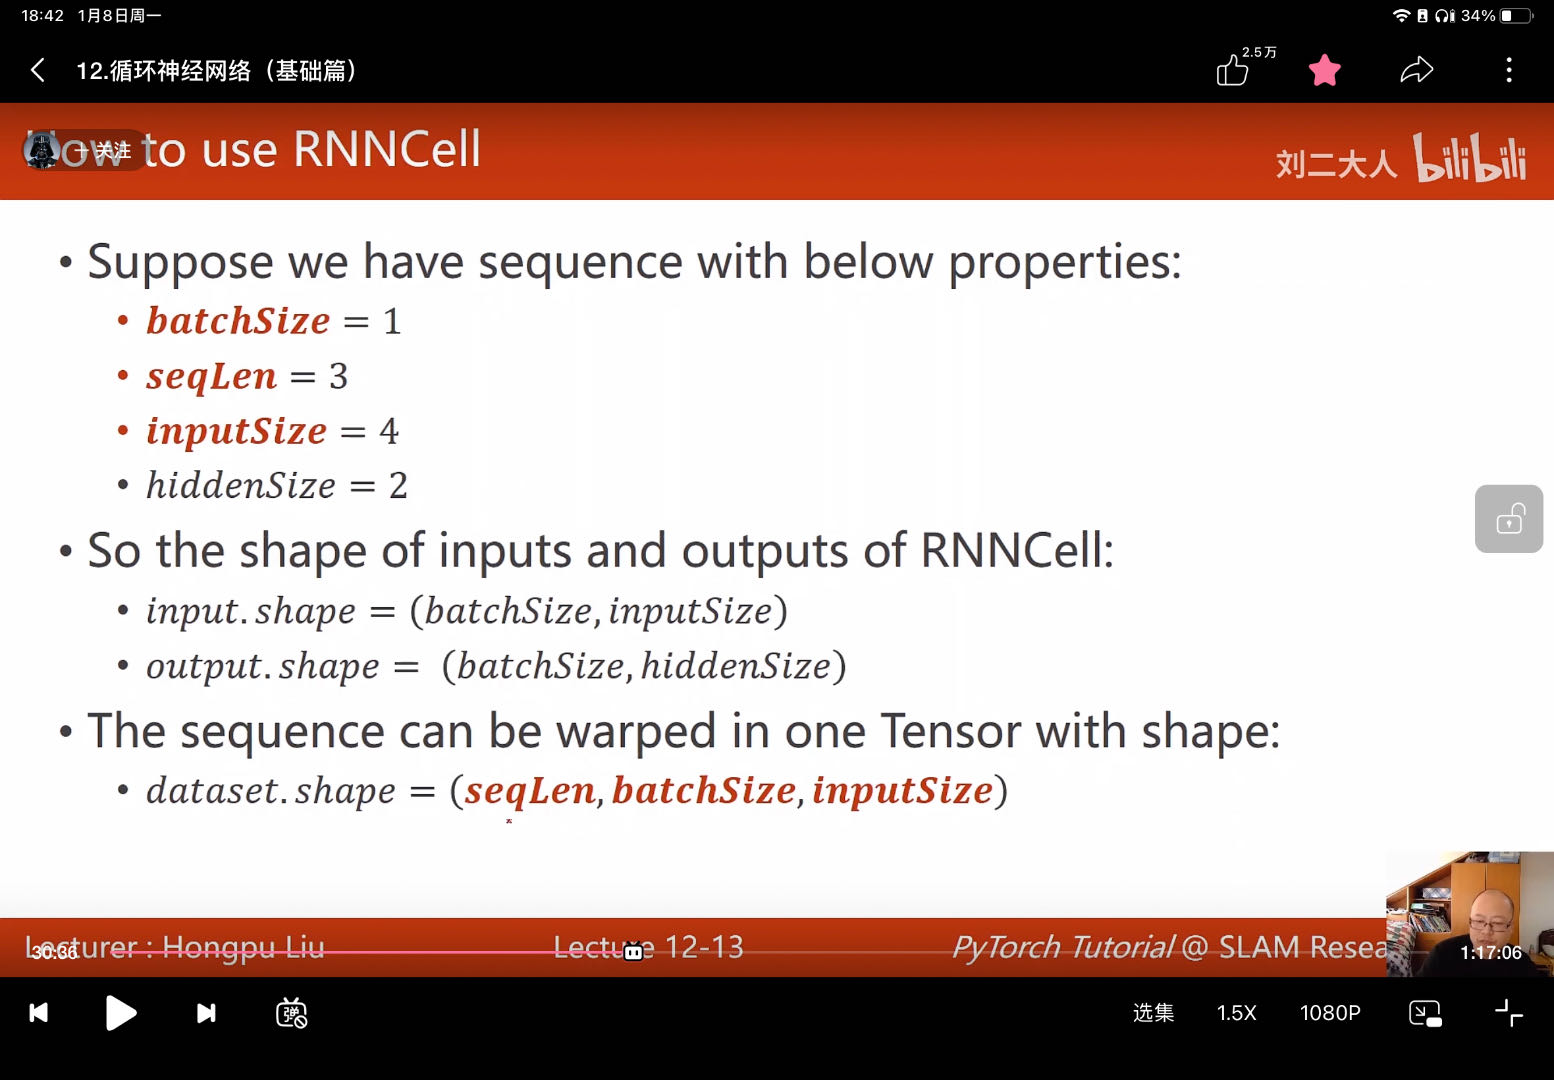 18:42 1月8日周一
34%
12.循环神经网络（基础篇）
2.5万
How to use RNNCell
+ 关注
刘二大人 bilibili
• Suppose we have sequence with below properties:
• batchSize = 1
• seqLen = 3
• inputSize = 4
• hiddenSize = 2
• So the shape of inputs and outputs of RNNCell:
• input.shape = (batchSize, inputSize)
• output.shape = (batchSize, hiddenSize)
• The sequence can be warped in one Tensor with shape:
• dataset.shape = (seqLen, batchSize, inputSize)
Lecturer : Hongpu Liu
Lecture 12-13
PyTorch Tutorial @ SLAM Resea
30:36
1:17:06
弹
选集
1.5X
1080P